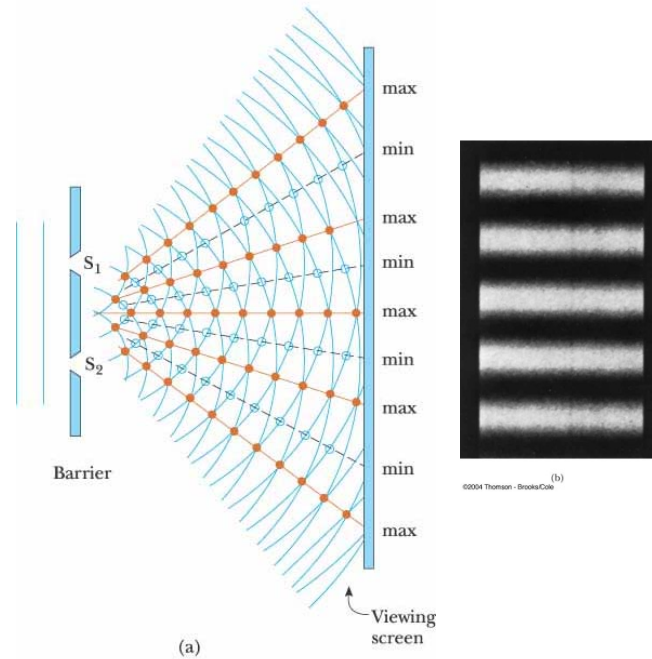 max
min
max
S₁
min
max
min
S₂
max
min
Barrier
max
Viewing
screen
(a)
(b)
©2004 Thomson - Brooks/Cole